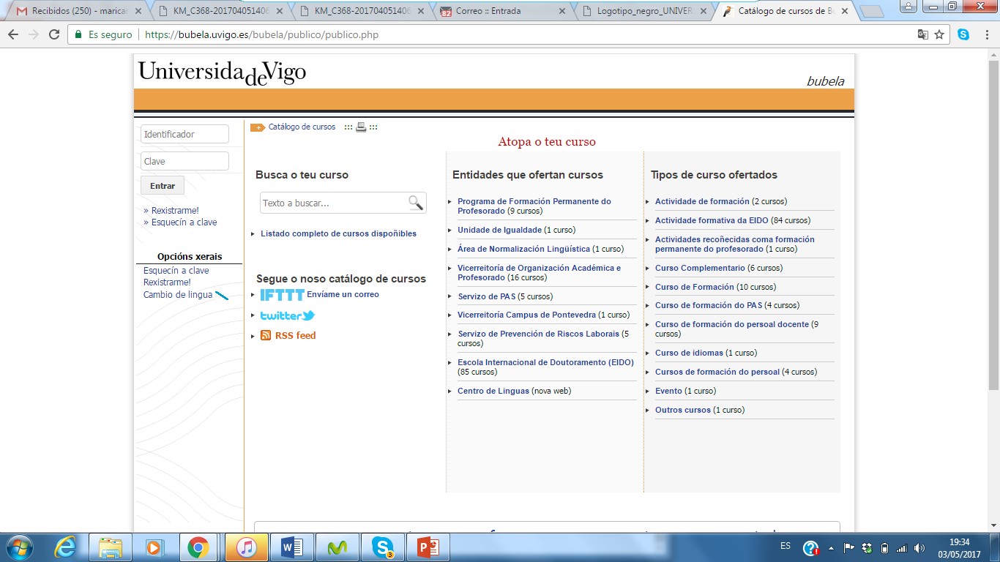 Recibidos (250) - marican
KM_C368-201704051406
KM_C368-201704051406
82 Correo :: Entrada
Logotipo_negro_UNIVER
Catálogo de cursos de Bu
Es seguro https://bubela.uvigo.es/bubela/publico/publico.php
UniversidadeVigo
bubela
Identificador
Clave
Entrar
» Rexistrarme!
» Esquecín a clave
Opcións xerais
Esquecín a clave
Rexistrarme!
Cambio de lingua
Catálogo de cursos
Atopa o teu curso
Busca o teu curso
Texto a buscar...
Listado completo de cursos dispoñibles
Segue o noso catálogo de cursos
IFTTT Envíame un correo
twitter
RSS feed
Entidades que ofertan cursos
Programa de Formación Permanente do
Profesorado (9 cursos)
Unidade de Igualdade (1 curso)
Área de Normalización Lingüística (1 curso)
Vicerreitoría de Organización Académica e
Profesorado (16 cursos)
Servizo de PAS (5 cursos)
Vicerreitoría Campus de Pontevedra (1 curso)
Servizo de Prevención de Riscos Laborais (5
cursos)
Escola Internacional de Doutoramento (EIDO)
(85 cursos)
Centro de Linguas (nova web)
Tipos de curso ofertados
Actividade de formación (2 cursos)
Actividade formativa da EIDO (84 cursos)
Actividades recoñecidas coma formación
permanente do profesorado (1 curso)
Curso Complementario (6 cursos)
Curso de Formación (10 cursos)
Curso de formación do PAS (4 cursos)
Curso de formación do persoal docente (9
cursos)
Curso de idiomas (1 curso)
Cursos de formación do persoal (4 cursos)
Evento (1 curso)
Outros cursos (1 curso)
3
ES
19:34
03/05/2017